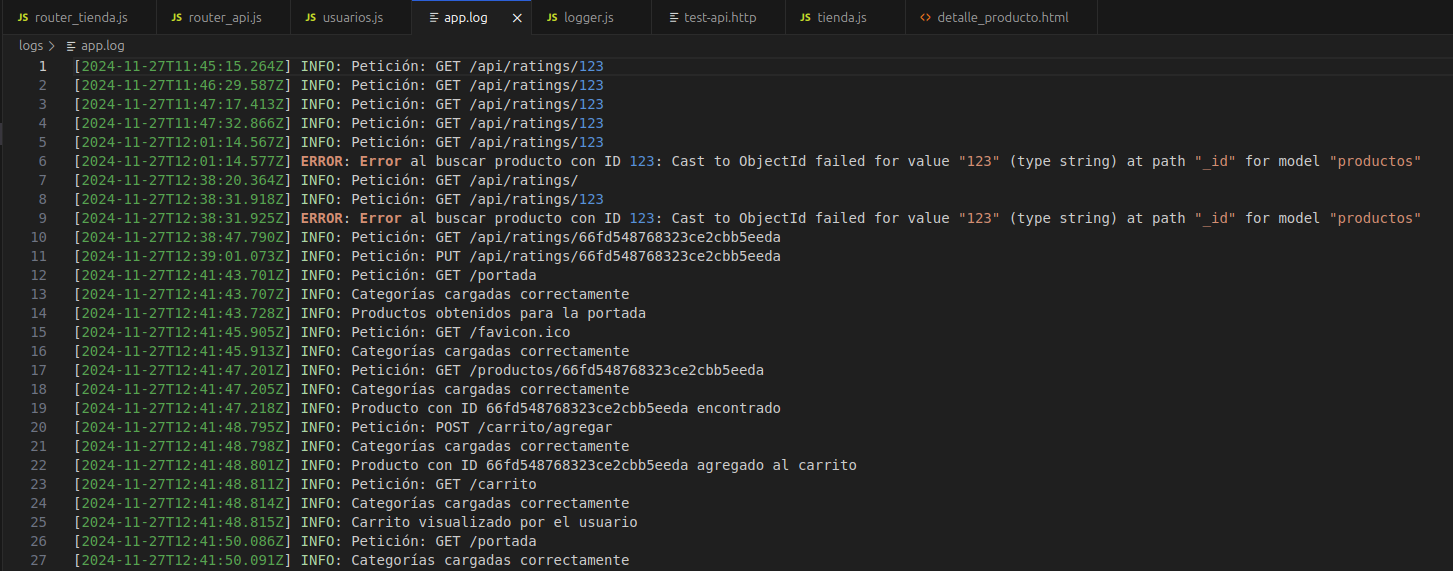 JS router_tienda.js JS router_api.js JS usuarios.js app.log JS logger.js test-api.http JS tienda.js <> detalle_producto.html
logs > app.log
1 [2024-11-27T11:45:15.264Z] INFO: Petición: GET /api/ratings/123
2 [2024-11-27T11:46:29.587Z] INFO: Petición: GET /api/ratings/123
3 [2024-11-27T11:47:17.413Z] INFO: Petición: GET /api/ratings/123
4 [2024-11-27T11:47:32.866Z] INFO: Petición: GET /api/ratings/123
5 [2024-11-27T12:01:14.567Z] INFO: Petición: GET /api/ratings/123
6 [2024-11-27T12:01:14.577Z] ERROR: Error al buscar producto con ID 123: Cast to ObjectId failed for value "123" (type string) at path "_id" for model "productos"
7 [2024-11-27T12:38:20.364Z] INFO: Petición: GET /api/ratings/
8 [2024-11-27T12:38:31.918Z] INFO: Petición: GET /api/ratings/123
9 [2024-11-27T12:38:31.925Z] ERROR: Error al buscar producto con ID 123: Cast to ObjectId failed for value "123" (type string) at path "_id" for model "productos"
10 [2024-11-27T12:38:47.790Z] INFO: Petición: GET /api/ratings/66fd548768323ce2cbb5eeda
11 [2024-11-27T12:39:01.073Z] INFO: Petición: PUT /api/ratings/66fd548768323ce2cbb5eeda
12 [2024-11-27T12:41:43.701Z] INFO: Petición: GET /portada
13 [2024-11-27T12:41:43.707Z] INFO: Categorías cargadas correctamente
14 [2024-11-27T12:41:43.728Z] INFO: Productos obtenidos para la portada
15 [2024-11-27T12:41:45.905Z] INFO: Petición: GET /favicon.ico
16 [2024-11-27T12:41:45.913Z] INFO: Categorías cargadas correctamente
17 [2024-11-27T12:41:47.201Z] INFO: Petición: GET /productos/66fd548768323ce2cbb5eeda
18 [2024-11-27T12:41:47.205Z] INFO: Categorías cargadas correctamente
19 [2024-11-27T12:41:47.218Z] INFO: Producto con ID 66fd548768323ce2cbb5eeda encontrado
20 [2024-11-27T12:41:48.795Z] INFO: Petición: POST /carrito/agregar
21 [2024-11-27T12:41:48.798Z] INFO: Categorías cargadas correctamente
22 [2024-11-27T12:41:48.801Z] INFO: Producto con ID 66fd548768323ce2cbb5eeda agregado al carrito
23 [2024-11-27T12:41:48.811Z] INFO: Petición: GET /carrito
24 [2024-11-27T12:41:48.814Z] INFO: Categorías cargadas correctamente
25 [2024-11-27T12:41:48.815Z] INFO: Carrito visualizado por el usuario
26 [2024-11-27T12:41:50.086Z] INFO: Petición: GET /portada
27 [2024-11-27T12:41:50.091Z] INFO: Categorías cargadas correctamente